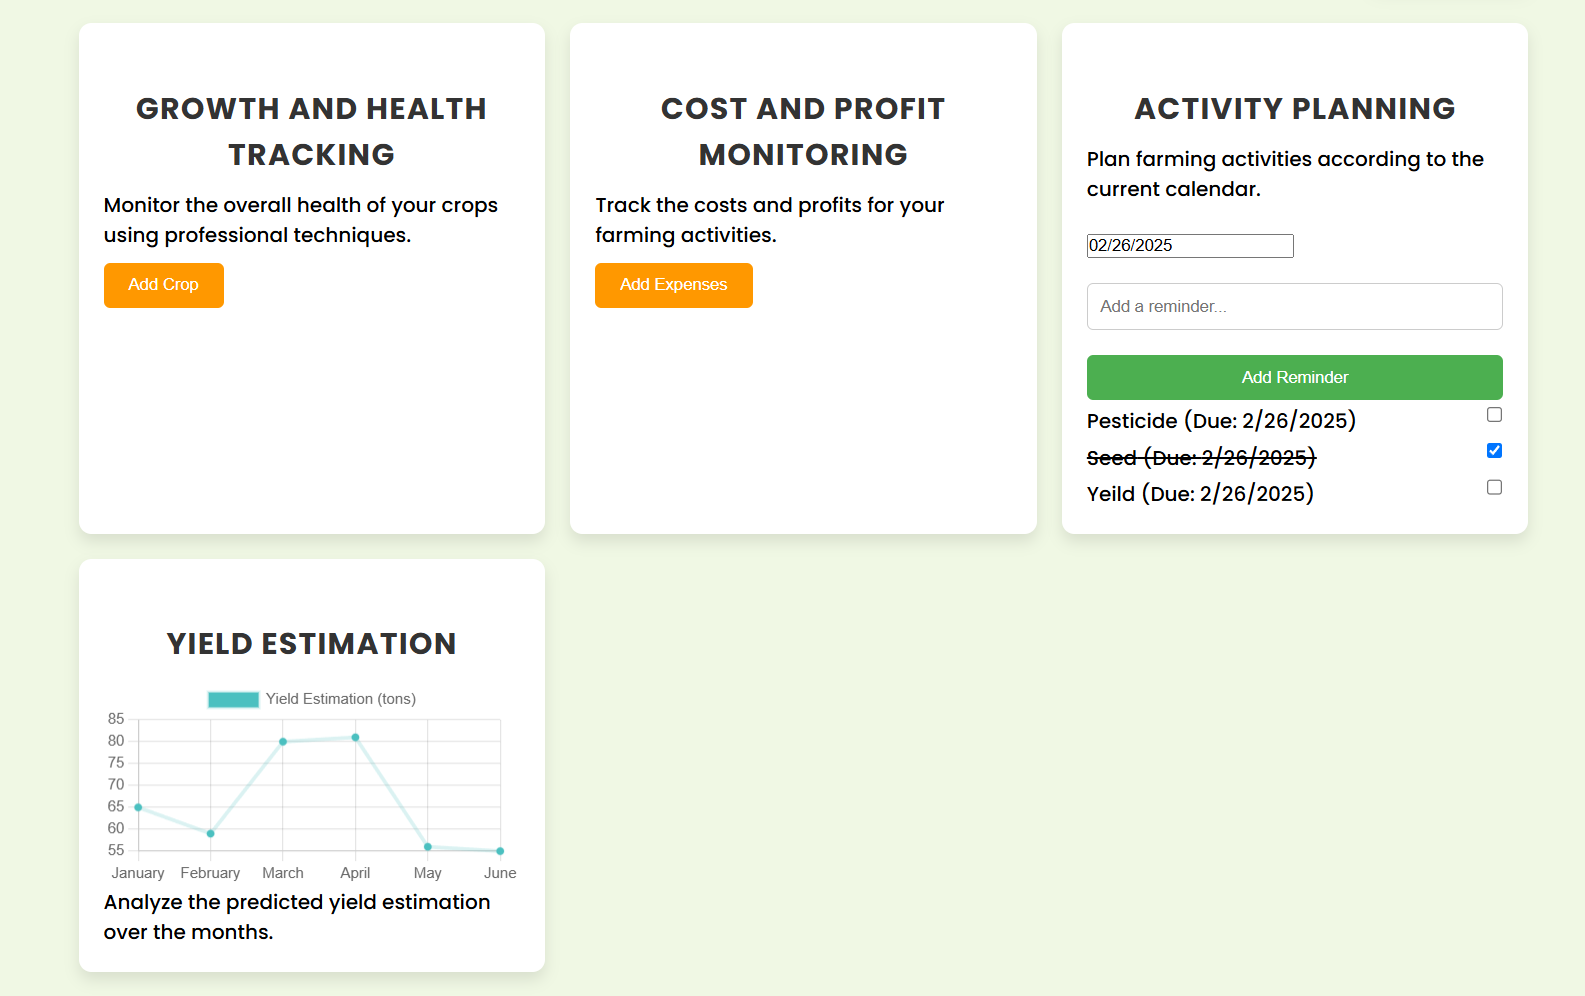 GROWTH AND HEALTH
TRACKING
Monitor the overall health of your crops
using professional techniques.
Add Crop
COST AND PROFIT
MONITORING
Track the costs and profits for your
farming activities.
Add Expenses
ACTIVITY PLANNING
Plan farming activities according to the
current calendar.
02/26/2025
Add a reminder...
Add Reminder
Pesticide (Due: 2/26/2025)
Seed (Due: 2/26/2025)
Yeild (Due: 2/26/2025)
YIELD ESTIMATION
Yield Estimation (tons)
85
80
75
70
65
60
55
January February March April May June
Analyze the predicted yield estimation
over the months.